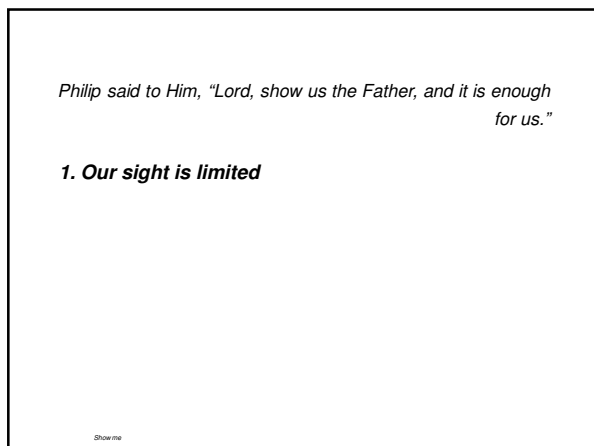 Philip said to Him, “Lord, show us the Father, and it is enough
for us.”
1. Our sight is limited
Show me